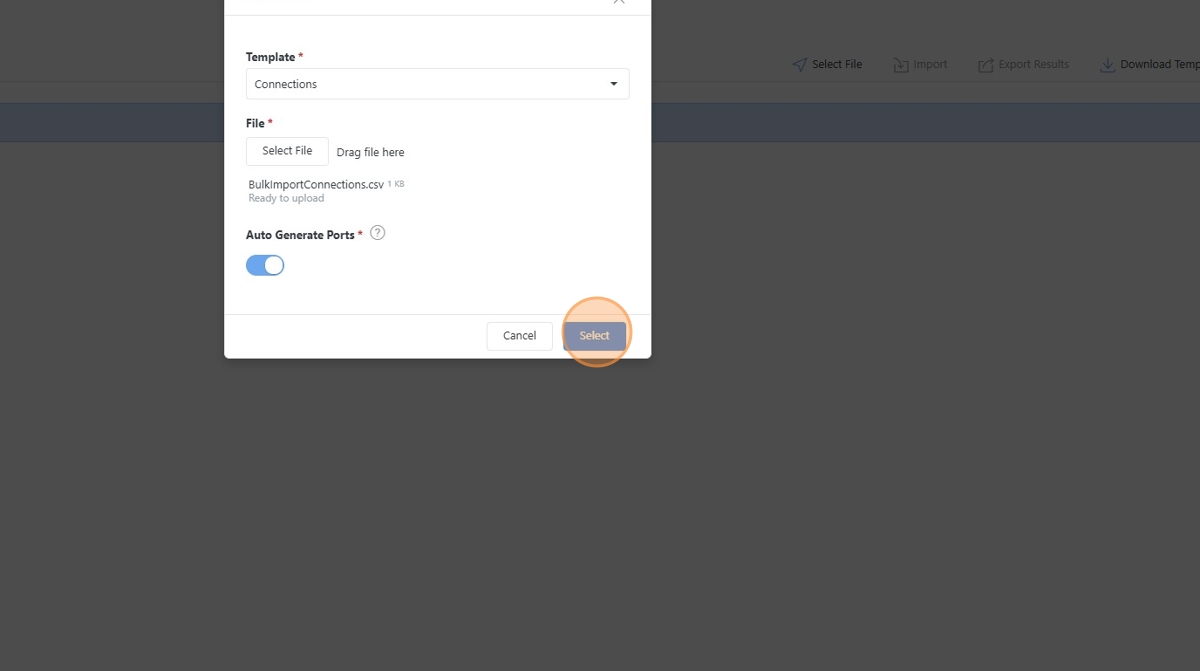 Template *
Connections
Select File
Import
Export Results
Download Temp
File *
Select File
Drag file here
BulkImportConnections.csv 1 KB
Ready to upload
Auto Generate Ports * ?
Cancel
Select